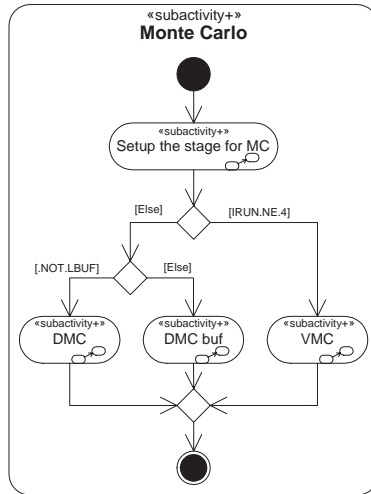 «subactivity+»
Monte Carlo
«subactivity+»
Setup the stage for MC
[Else]
[IRUN.NE.4]
[.NOT.LBUF]
[Else]
«subactivity+»
DMC
«subactivity+»
DMC buf
«subactivity+»
VMC